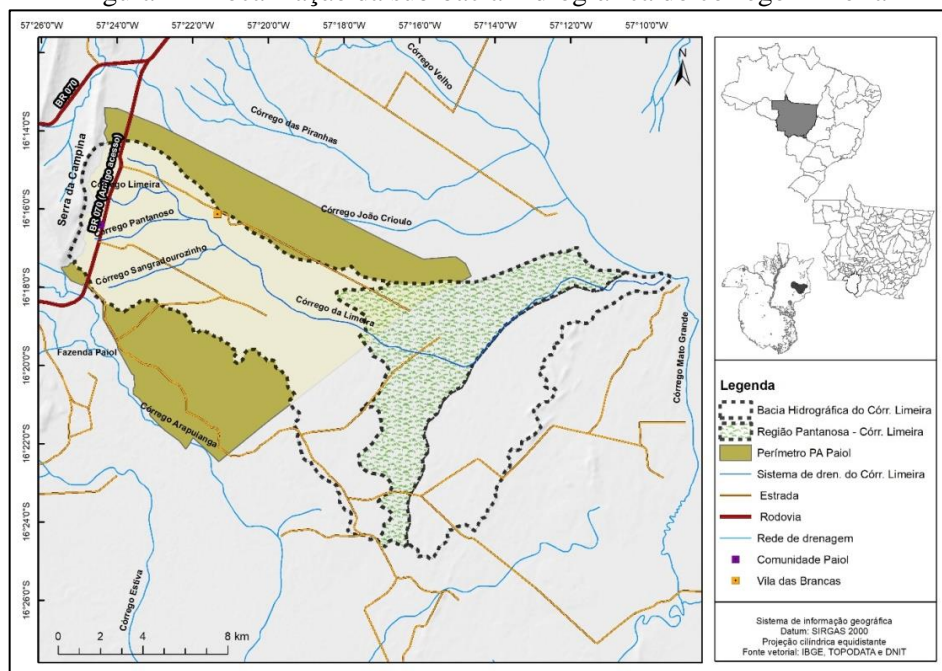 57°26'0"O 57°24'0"O 57°22'0"O 57°20'0"O 57°18'0"O 57°16'0"O 57°14'0"O 57°12'0"O 57°10'0"O
16°14'0"S
16°16'0"S
16°18'0"S
16°20'0"S
16°22'0"S
16°24'0"S
16°26'0"S
N
BR 070
BR 070 (Antigo acesso)
Serra da Campina
Córrego Velho
Córrego das Piranhas
Córrego Limeira
Córrego Pantanoso
Córrego João Crioulo
Córrego Sangradourozinho
Córrego da Limeira
Córrego Mato Grande
Fazenda Paiol
Córrego Estiva
0 2 4 8 km
Legenda
Bacia Hidrográfica do Córr. Limeira
Região Pantanosa - Córr. Limeira
Perímetro PA Paiol
Sistema de dren. do Córr. Limeira
Estrada
Rodovia
Rede de drenagem
Comunidade Paiol
Vila das Brancas
Sistema de informação geográfica
Datum: SIRGAS 2000
Projeção cilíndrica equidistante
Fonte vetorial: IBGE, TOPODATA e DNIT